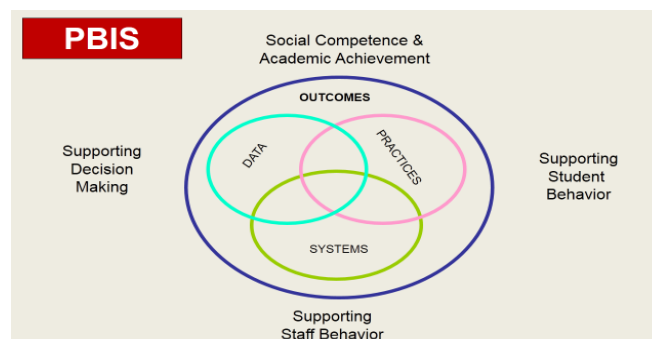 PBIS
Social Competence &
Academic Achievement
OUTCOMES
DATA
PRACTICES
Supporting
Decision
Making
Supporting
Student
Behavior
SYSTEMS
Supporting
Staff Behavior